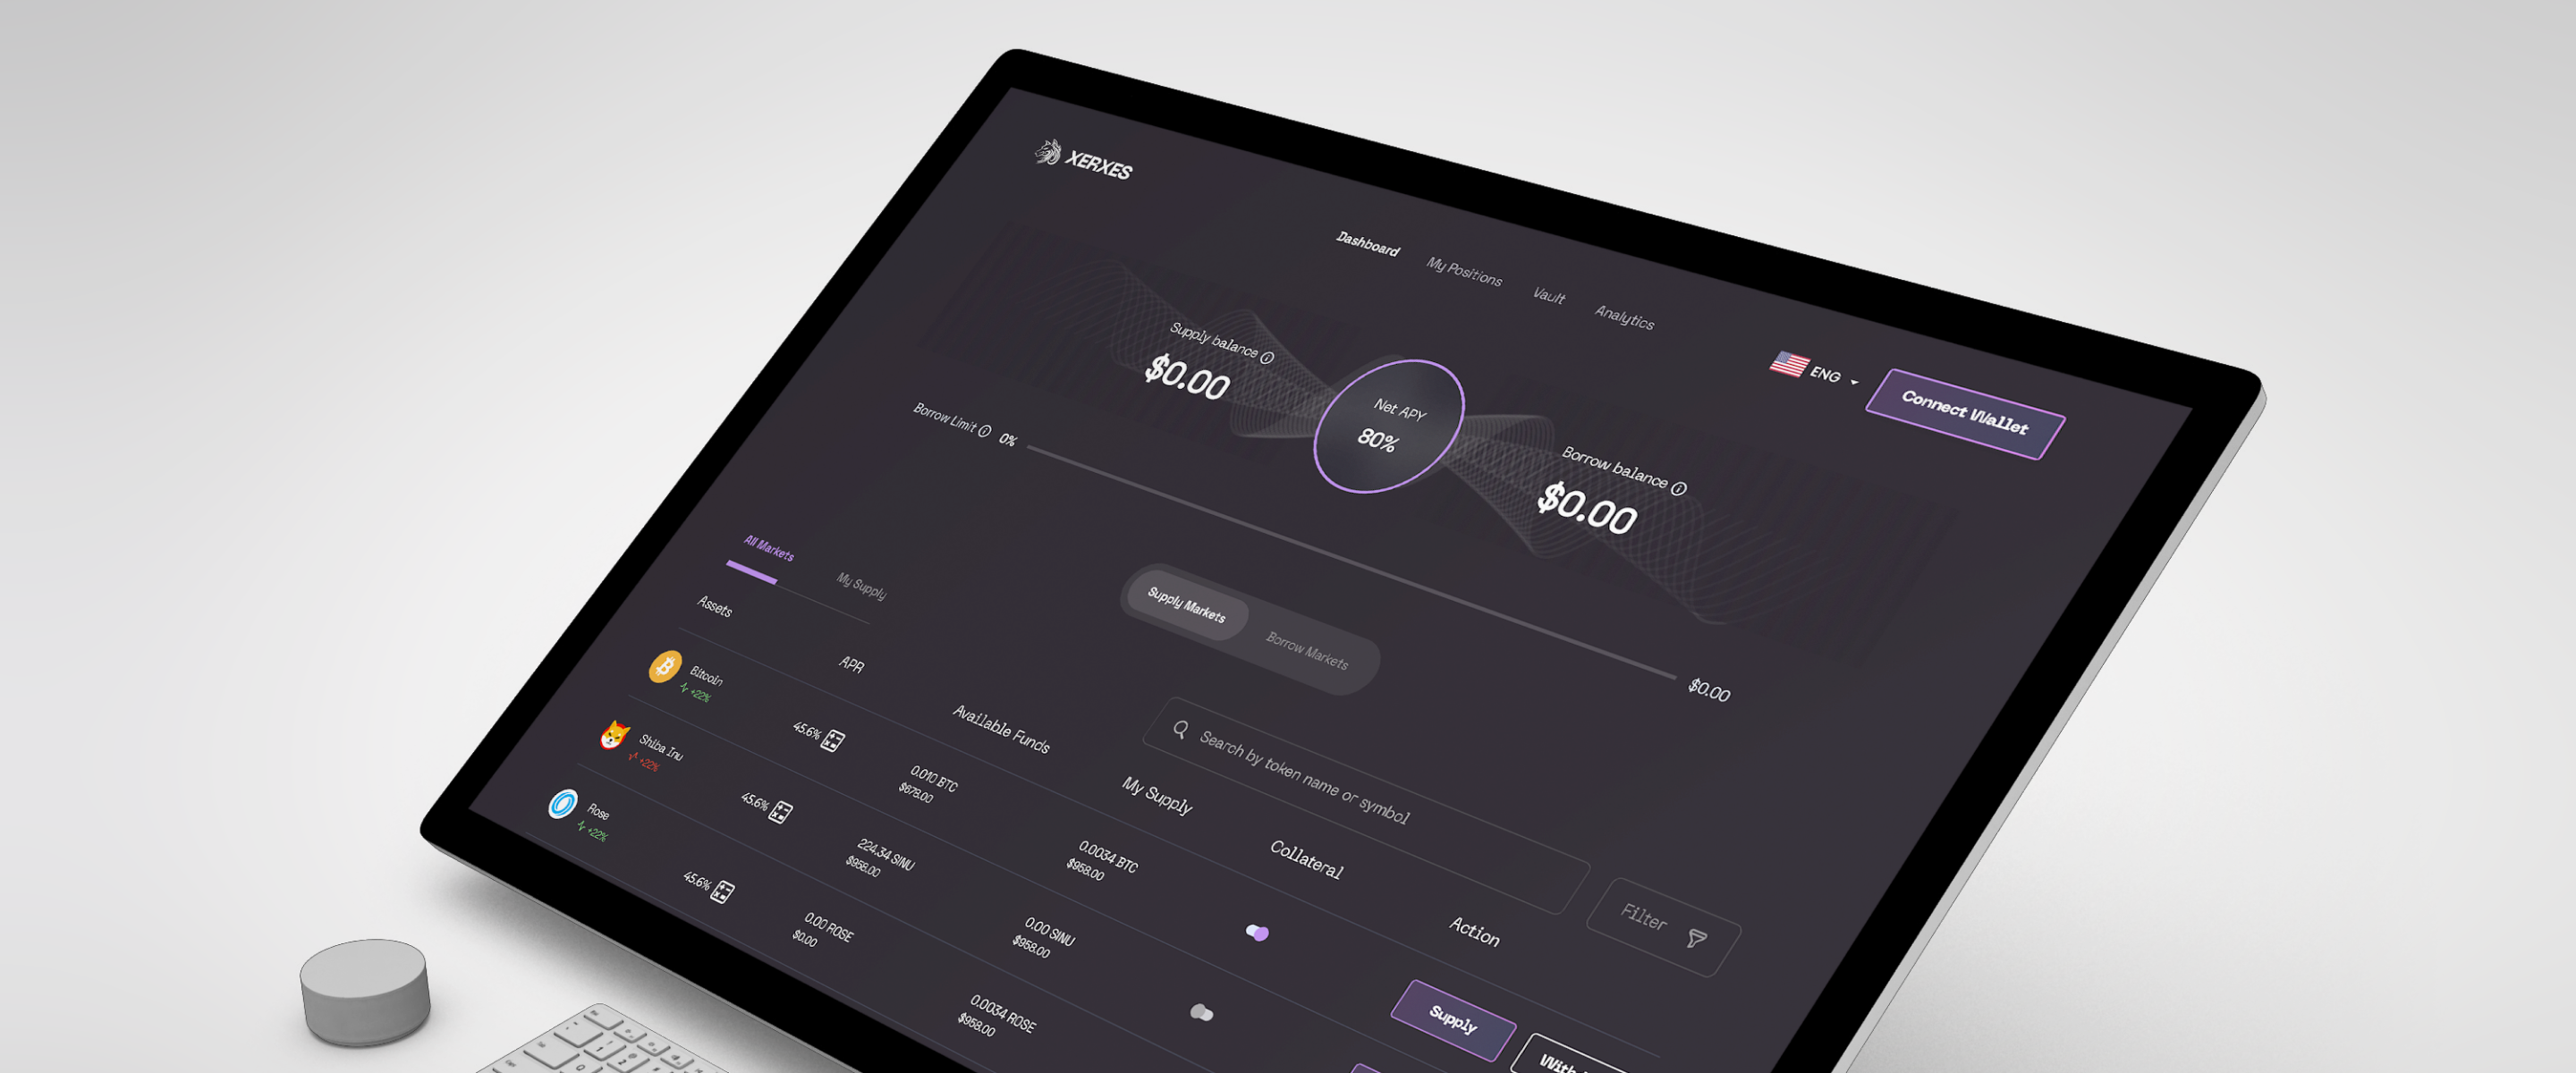 XERXES
Dashboard
My Positions
Vault
Analytics
ENG
Connect Wallet
Supply balance
$0.00
Net APY
80%
Borrow balance
$0.00
Borrow Limit
0%
$0.00
All Markets
My Supply
Supply Markets
Borrow Markets
Search by token name or symbol
Filter
Assets
APR
Available Funds
My Supply
Collateral
Action
Bitcoin
+22%
45.6%
0.010 BTC
$673.00
0.0034 BTC
$958.00
Supply
Shiba Inu
+22%
45.6%
224.34 SINU
$958.00
0.00 SINU
$958.00
Rose
+22%
45.6%
0.00 ROSE
$0.00
0.0034 ROSE
$958.00